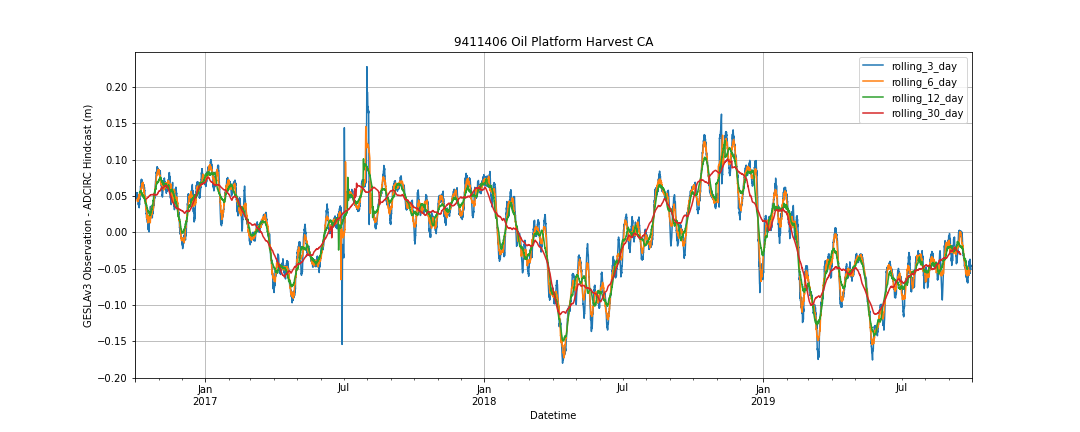 9411406 Oil Platform Harvest CA
GESLAv3 Observation - ADCIRC Hindcast (m)
0.20
0.15
0.10
0.05
0.00
−0.05
−0.10
−0.15
−0.20
rolling_3_day
rolling_6_day
rolling_12_day
rolling_30_day
Jan Jul Jan Jul Jan Jul
2017 2018 2019
Datetime